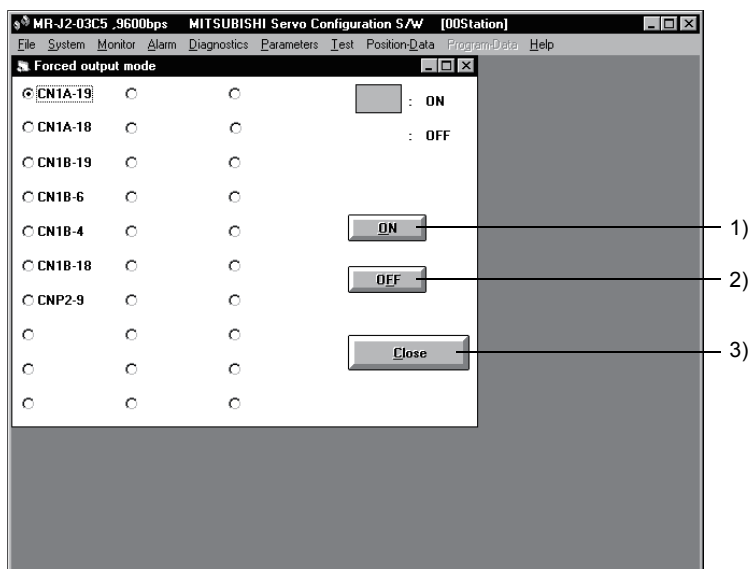 MR-J2-03C5 ,9600bps MITSUBISHI Servo Configuration S/W [00Station]
File System Monitor Alarm Diagnostics Parameters Test Position-Data Program-Data Help
Forced output mode
CN1A-19
: ON
CN1A-18
: OFF
CN1B-19
CN1B-6
CN1B-4
ON
1)
CN1B-18
OFF
2)
CNP2-9
Close
3)